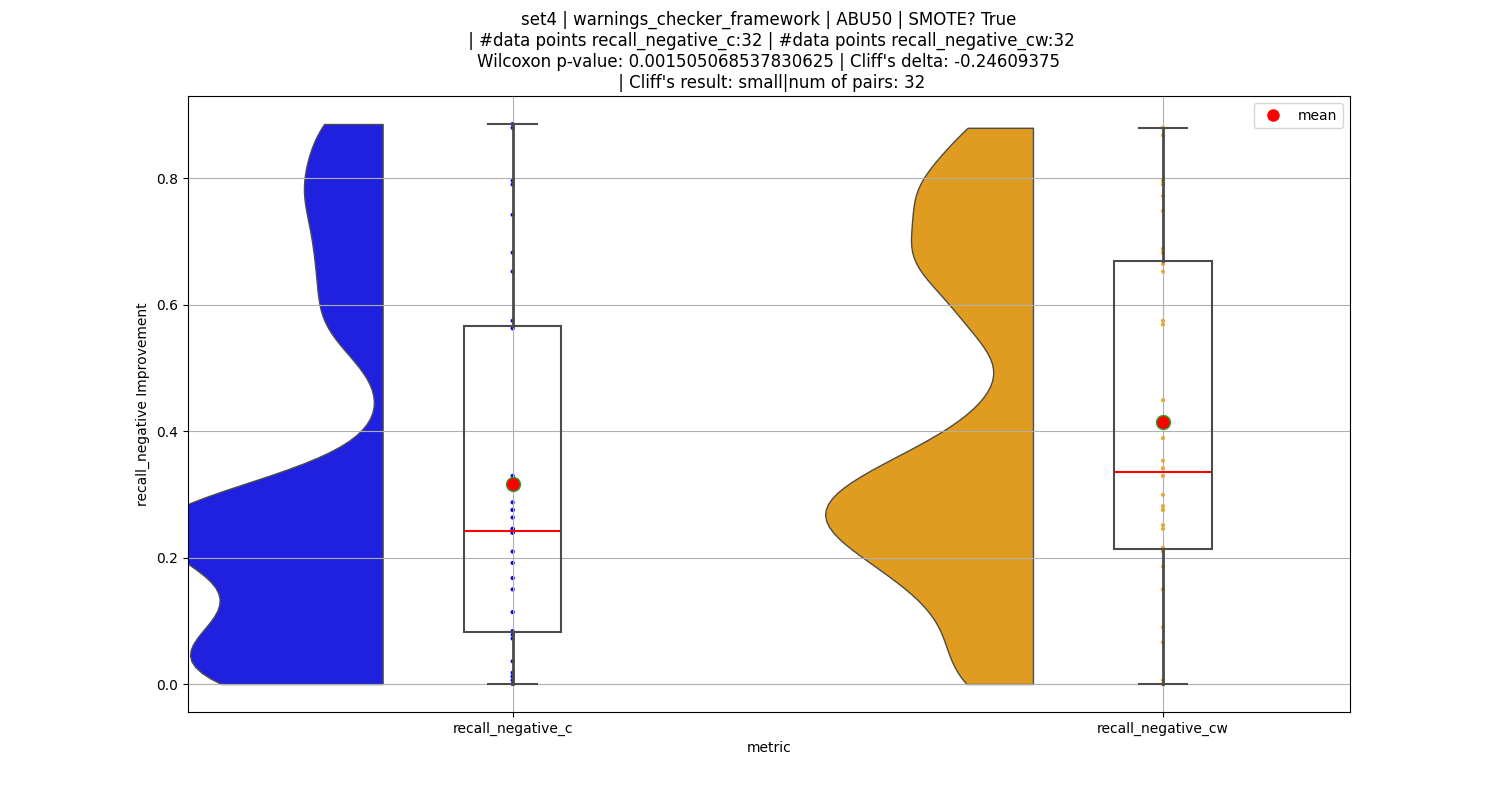 set4 | warnings_checker_framework | ABU50 | SMOTE? True
| #data points recall_negative_c:32 | #data points recall_negative_cw:32
Wilcoxon p-value: 0.001505068537830625 | Cliff's delta: -0.24609375
| Cliff's result: small|num of pairs: 32
mean
0.8
0.6
0.4
0.2
0.0
recall_negative Improvement
recall_negative_c
recall_negative_cw
metric